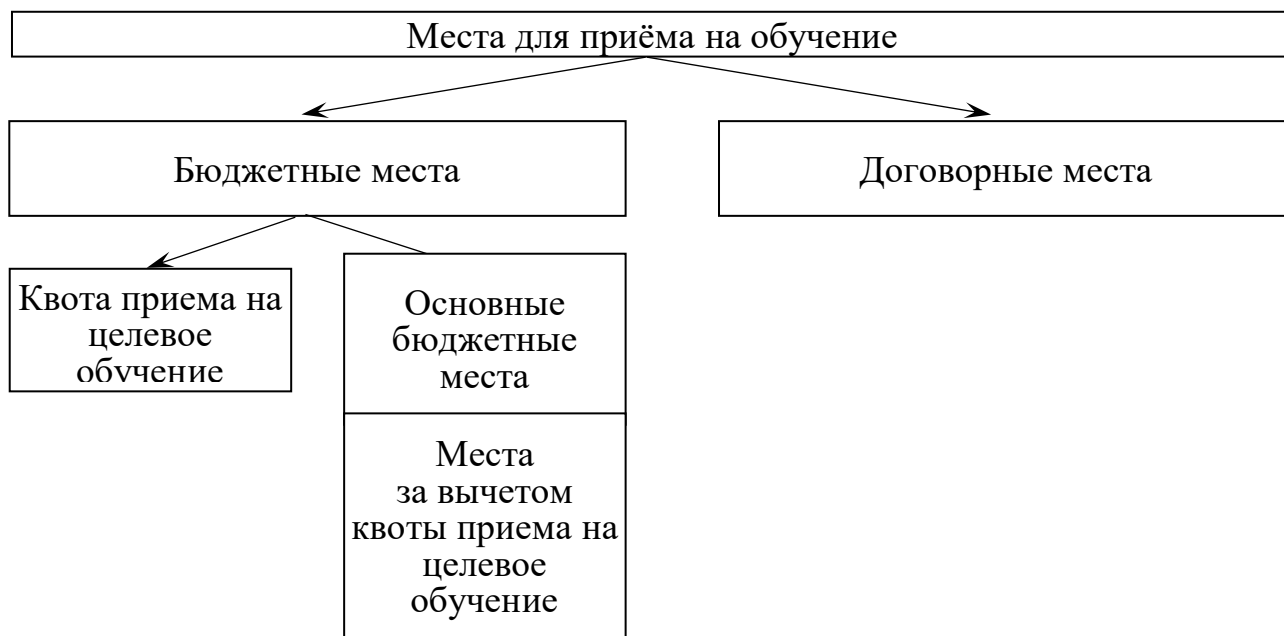 Места для приёма на обучение
Бюджетные места
Договорные места
Квота приема на
целевое
обучение
Основные
бюджетные
места
Места
за вычетом
квоты приема на
целевое
обучение